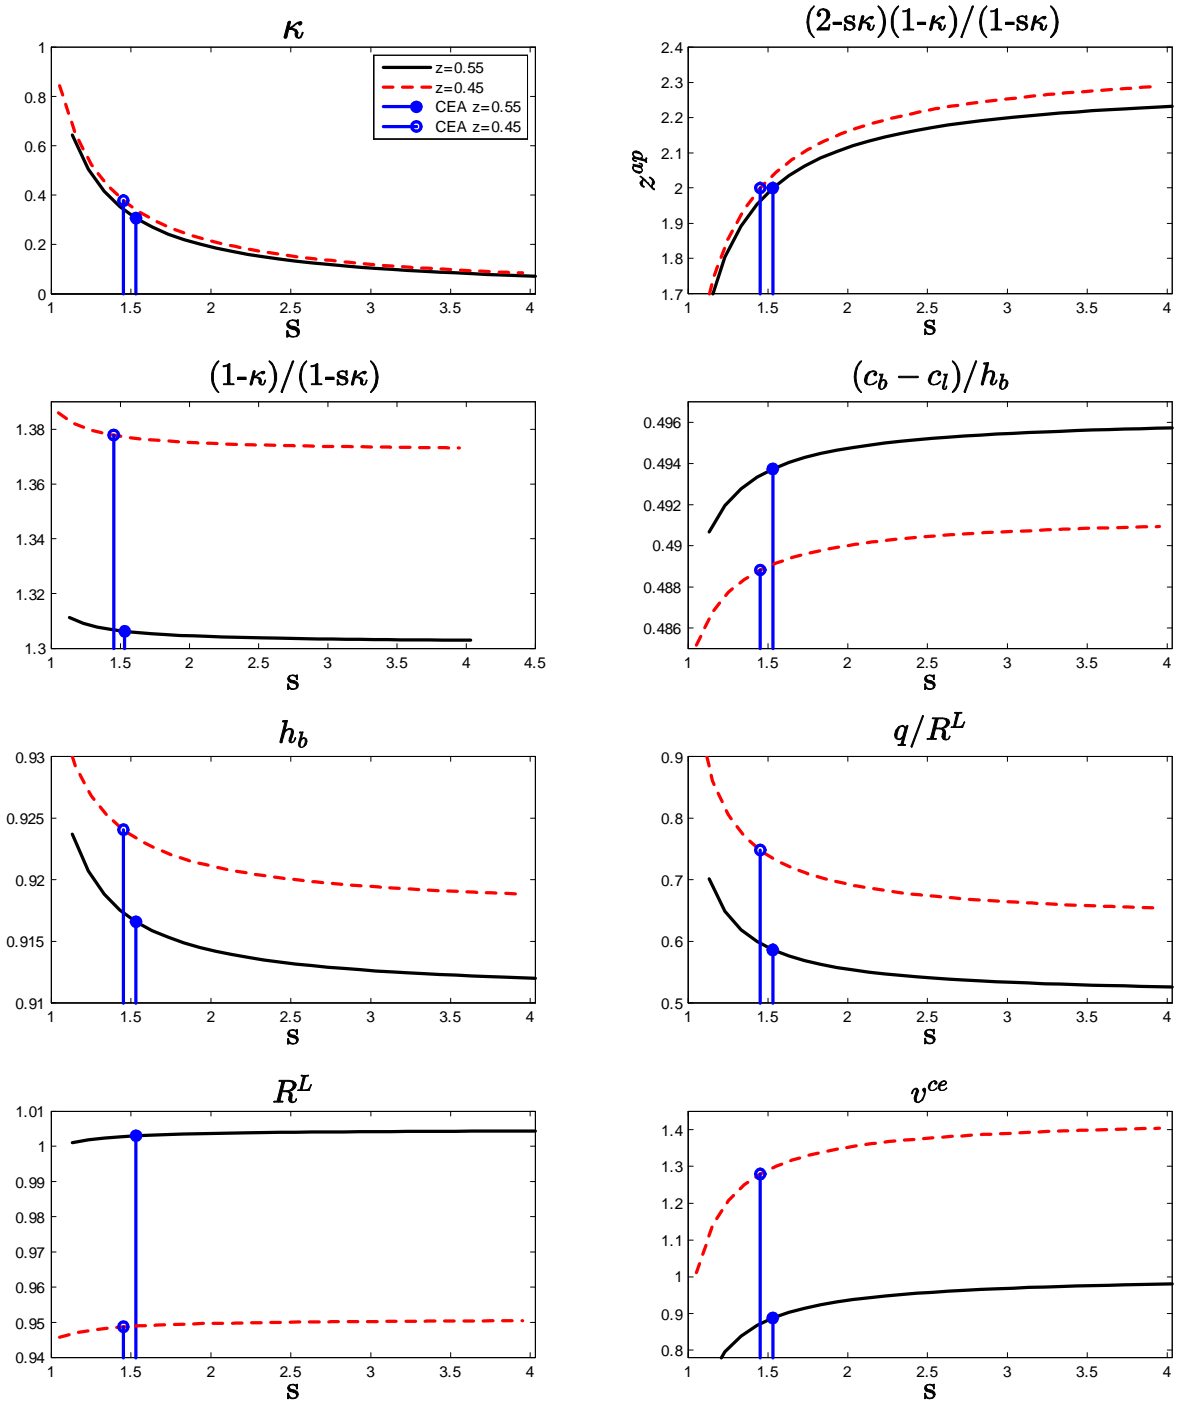 κ
1
0.8
0.6
0.4
0.2
0
z=0.55
z=0.45
CEA z=0.55
CEA z=0.45
1 1.5 2 2.5 3 3.5 4
s
(2-sκ)(1-κ)/(1-sκ)
z^{ap}
2.4
2.3
2.2
2.1
2
1.9
1.8
1.7
1 1.5 2 2.5 3 3.5 4
s
(1-κ)/(1-sκ)
1.38
1.36
1.34
1.32
1.3
1 1.5 2 2.5 3 3.5 4 4.5
s
(c_b − c_l)/h_b
0.496
0.494
0.492
0.49
0.488
0.486
1 1.5 2 2.5 3 3.5 4
s
h_b
0.93
0.925
0.92
0.915
0.91
1 1.5 2 2.5 3 3.5 4
s
q/R^L
0.9
0.8
0.7
0.6
0.5
1 1.5 2 2.5 3 3.5 4
s
R^L
1.01
1
0.99
0.98
0.97
0.96
0.95
0.94
1 1.5 2 2.5 3 3.5 4
s
v^{ce}
1.4
1.3
1.2
1.1
1
0.9
0.8
1 1.5 2 2.5 3 3.5 4
s